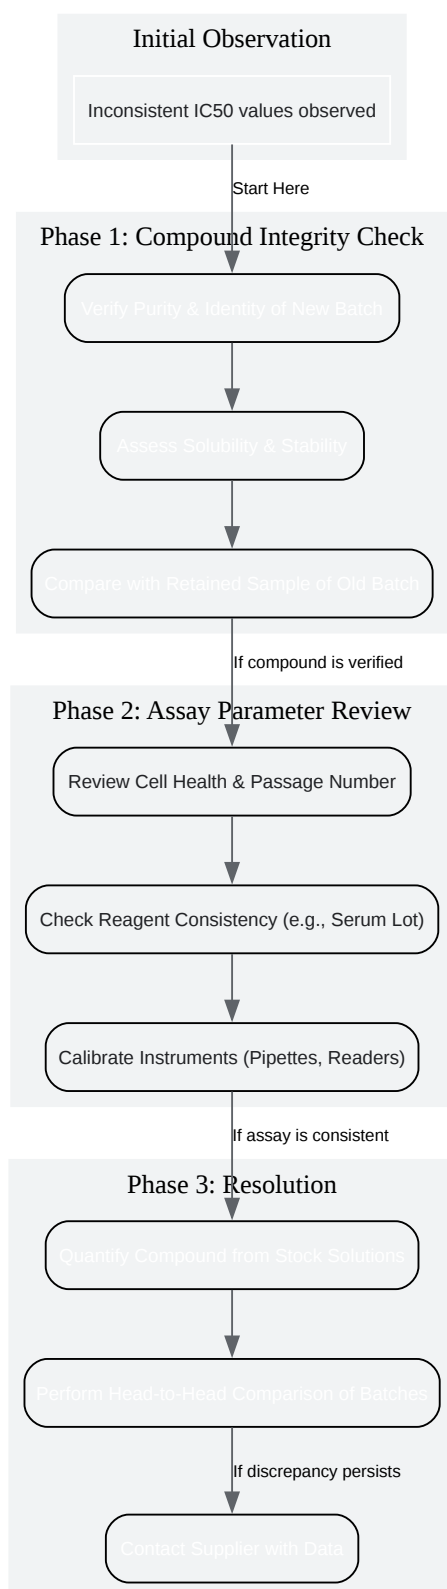 Initial Observation
Inconsistent IC50 values observed
Start Here
Phase 1: Compound Integrity Check
Verify Purity & Identity of New Batch
Assess Solubility & Stability
Compare with Retained Sample of Old Batch
If compound is verified
Phase 2: Assay Parameter Review
Review Cell Health & Passage Number
Check Reagent Consistency (e.g., Serum Lot)
Calibrate Instruments (Pipettes, Readers)
If assay is consistent
Phase 3: Resolution
Quantify Compound from Stock Solutions
Perform Head-to-Head Comparison of Batches
If discrepancy persists
Contact Supplier with Data